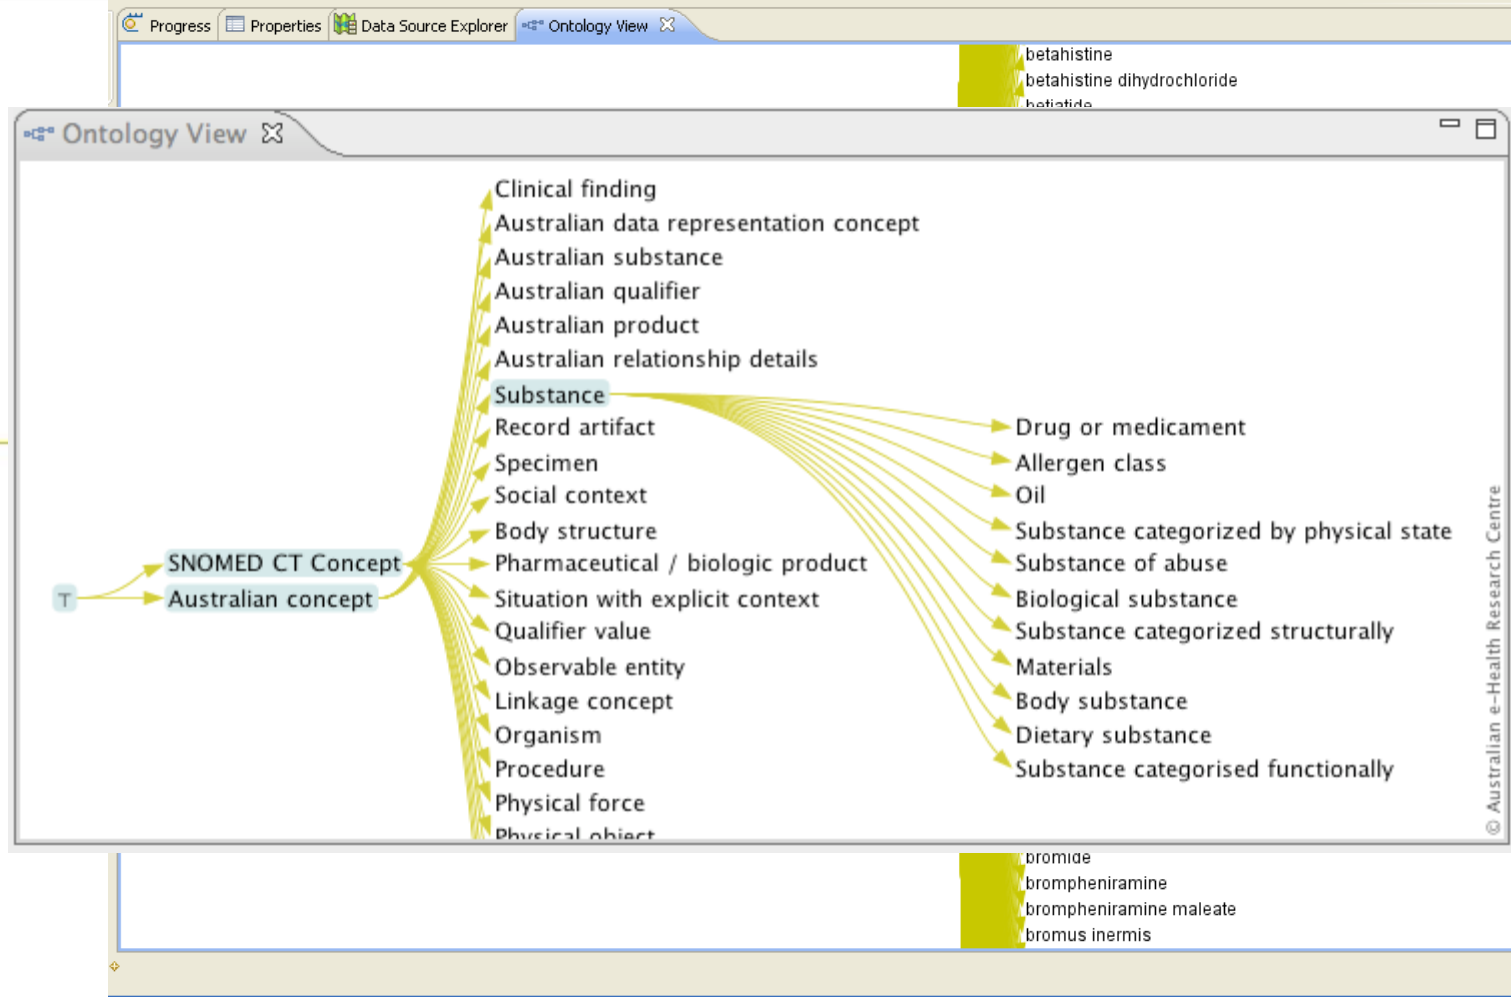 Progress
Properties
Data Source Explorer
Ontology View
betahistine
betahistine dihydrochloride
betiatide
Ontology View
Clinical finding
Australian data representation concept
Australian substance
Australian qualifier
Australian product
Australian relationship details
Substance
Record artifact
Specimen
Social context
Body structure
Pharmaceutical / biologic product
Situation with explicit context
Qualifier value
Observable entity
Linkage concept
Organism
Procedure
Physical force
Physical object
SNOMED CT Concept
Australian concept
T
Drug or medicament
Allergen class
Oil
Substance categorized by physical state
Substance of abuse
Biological substance
Substance categorized structurally
Materials
Body substance
Dietary substance
Substance categorised functionally
© Australian e-Health Research Centre
bromide
brompheniramine
brompheniramine maleate
bromus inermis